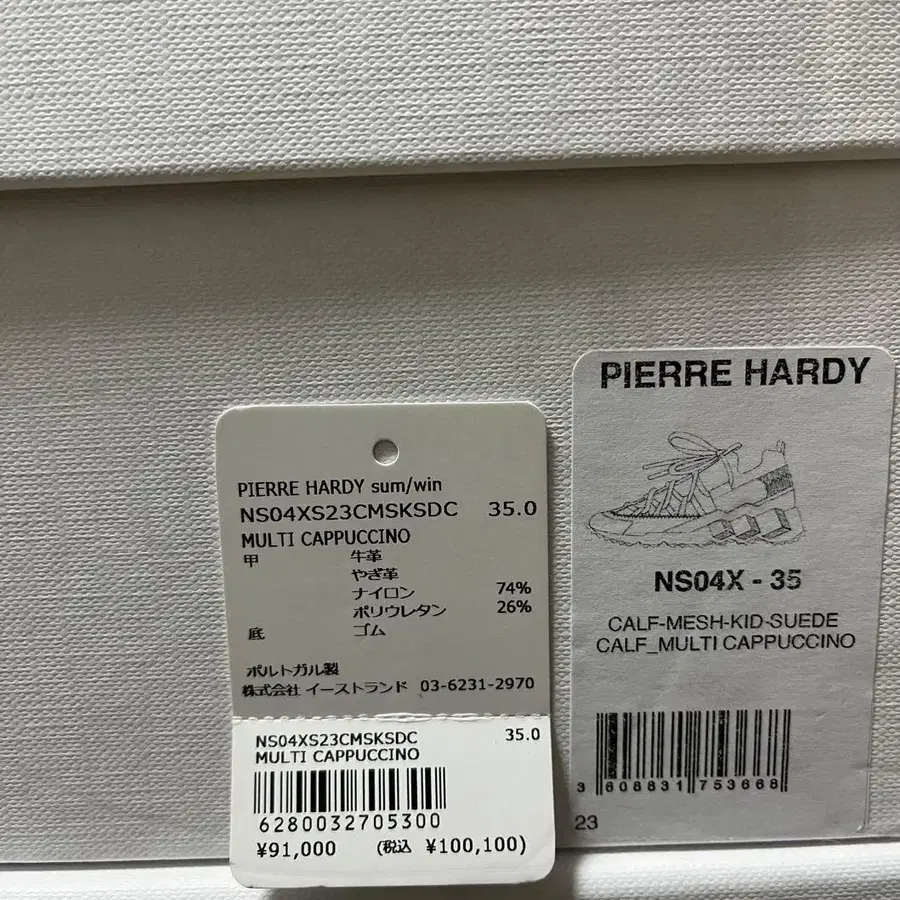 PIERRE HARDY sum/win
NS04XS23CMSKSDC 35.0
MULTI CAPPUCCINO
甲 牛革
やぎ革
ナイロン 74%
ポリウレタン 26%
底 ゴム
ポルトガル製
株式会社 イーストランド 03-6231-2970
NS04XS23CMSKSDC 35.0
MULTI CAPPUCCINO
6280032705300
¥91,000 (税込 ¥100,100)
PIERRE HARDY
NS04X - 35
CALF-MESH-KID-SUEDE
CALF_MULTI CAPPUCCINO
3 608831 753668
23